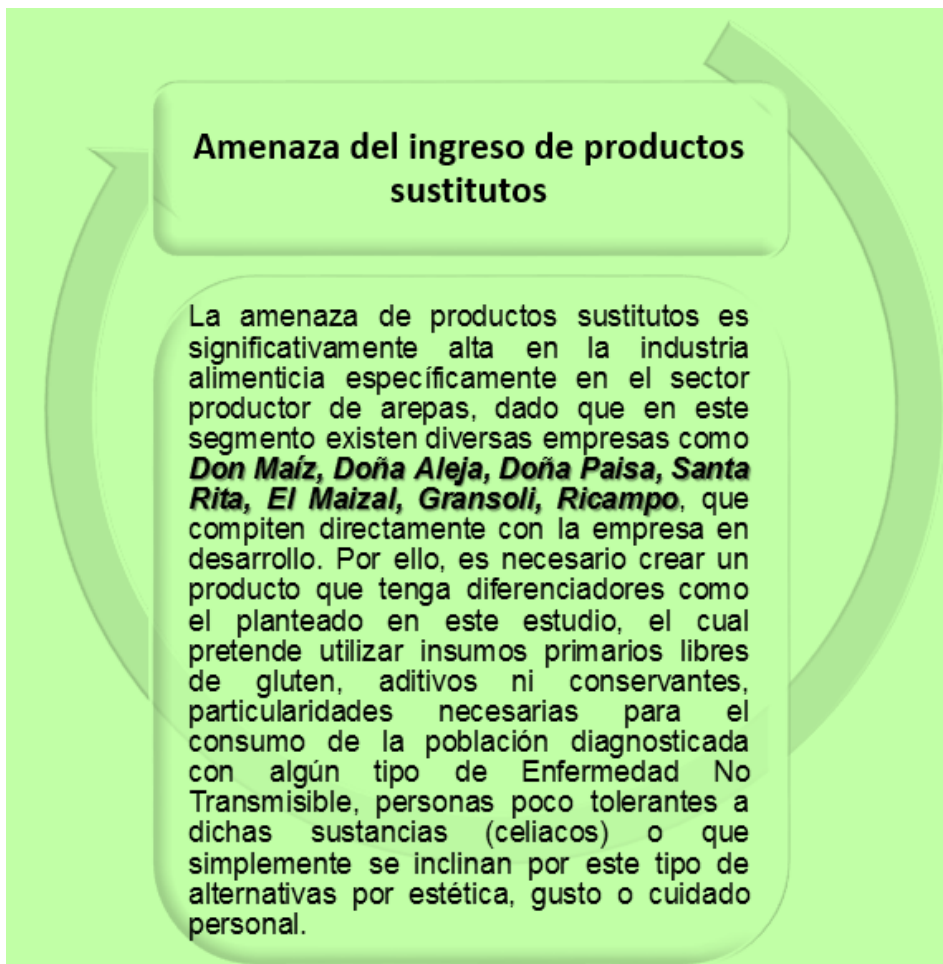 Amenaza del ingreso de productos
sustitutos
La amenaza de productos sustitutos es
significativamente alta en la industria
alimenticia específicamente en el sector
productor de arepas, dado que en este
segmento existen diversas empresas como
Don Maíz, Doña Aleja, Doña Paisa, Santa
Rita, El Maizal, Gransoli, Ricampo, que
compiten directamente con la empresa en
desarrollo. Por ello, es necesario crear un
producto que tenga diferenciadores como
el planteado en este estudio, el cual
pretende utilizar insumos primarios libres
de gluten, aditivos ni conservantes,
particularidades necesarias para el
consumo de la población diagnosticada
con algún tipo de Enfermedad No
Transmisible, personas poco tolerantes a
dichas sustancias (celiacos) o que
simplemente se inclinan por este tipo de
alternativas por estética, gusto o cuidado
personal.